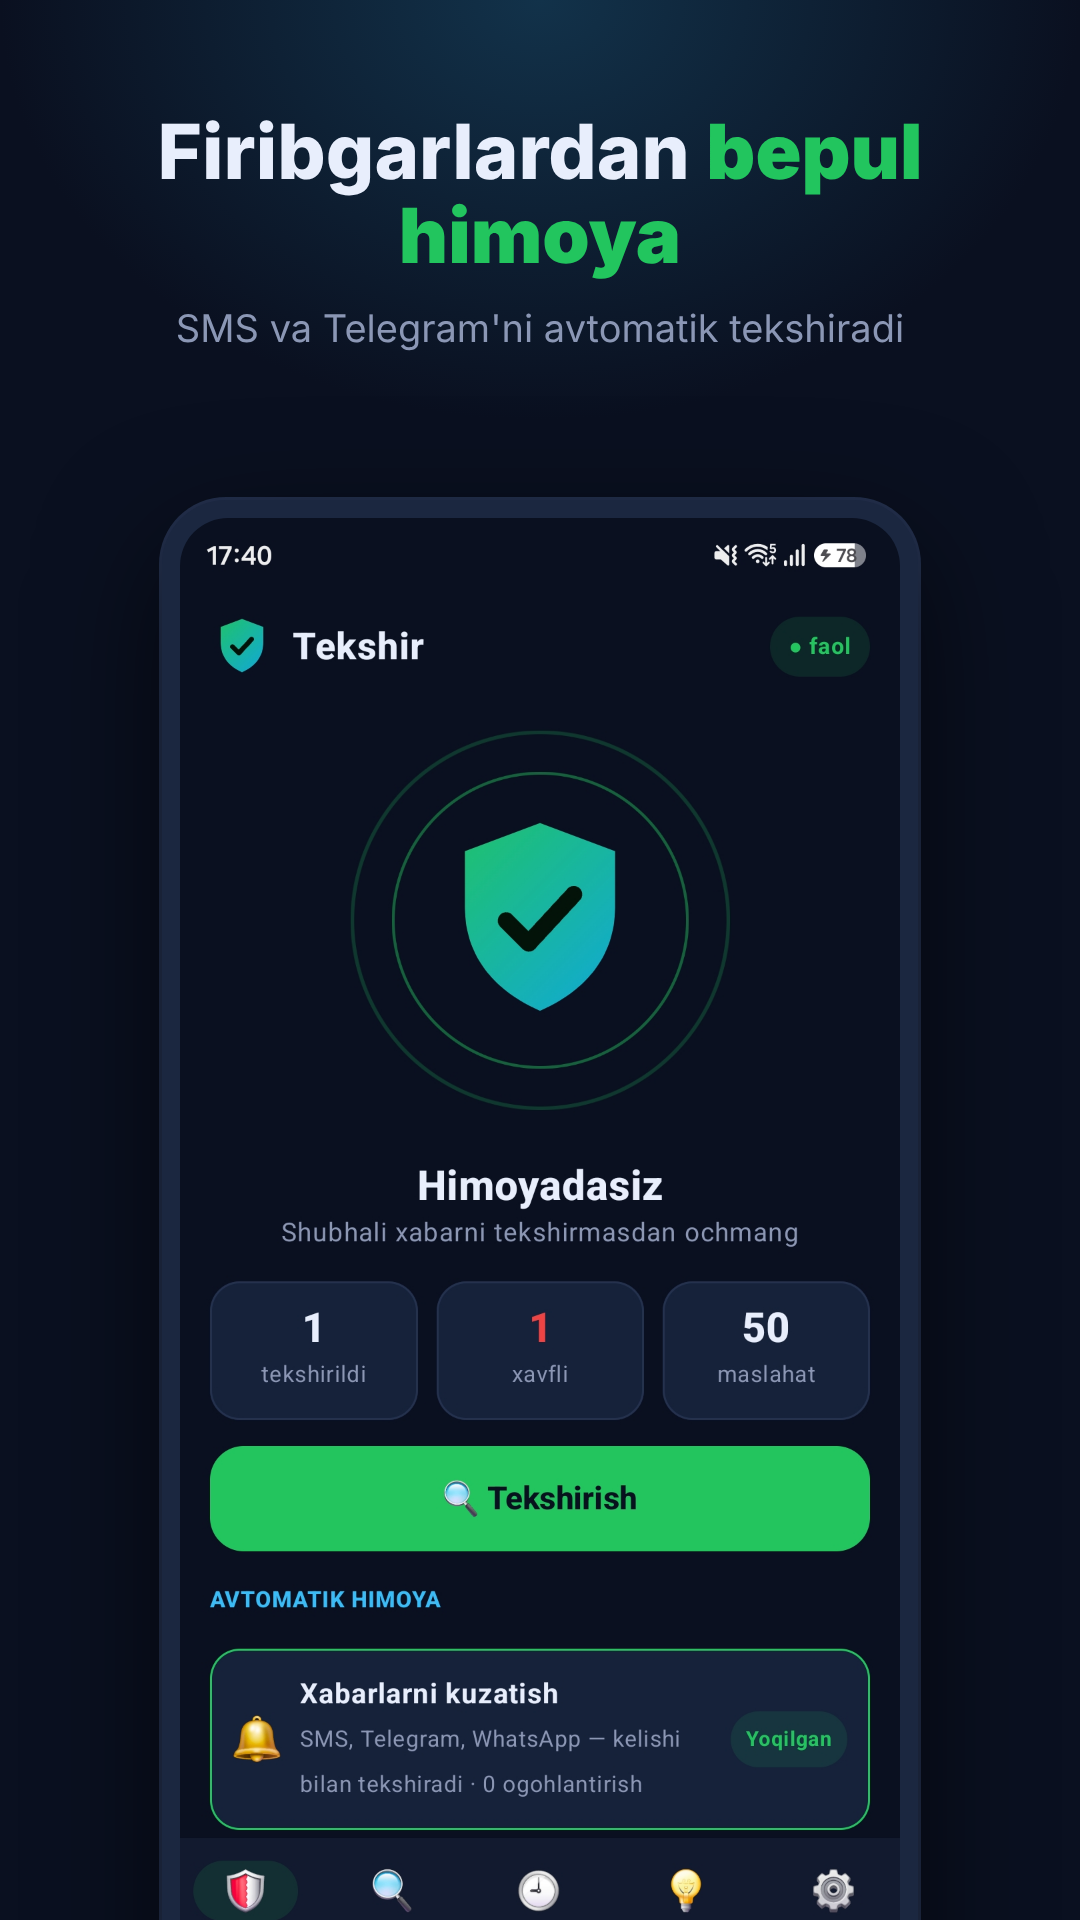 Firibgarlardan bepul
himoya
SMS va Telegram'ni avtomatik tekshiradi
17:40
5
78
Tekshir
● faol
Himoyadasiz
Shubhali xabarni tekshirmasdan ochmang
1
tekshirildi
1
xavfli
50
maslahat
Tekshirish
AVTOMATIK HIMOYA
Xabarlarni kuzatish
SMS, Telegram, WhatsApp — kelishi
bilan tekshiradi · 0 ogohlantirish
Yoqilgan